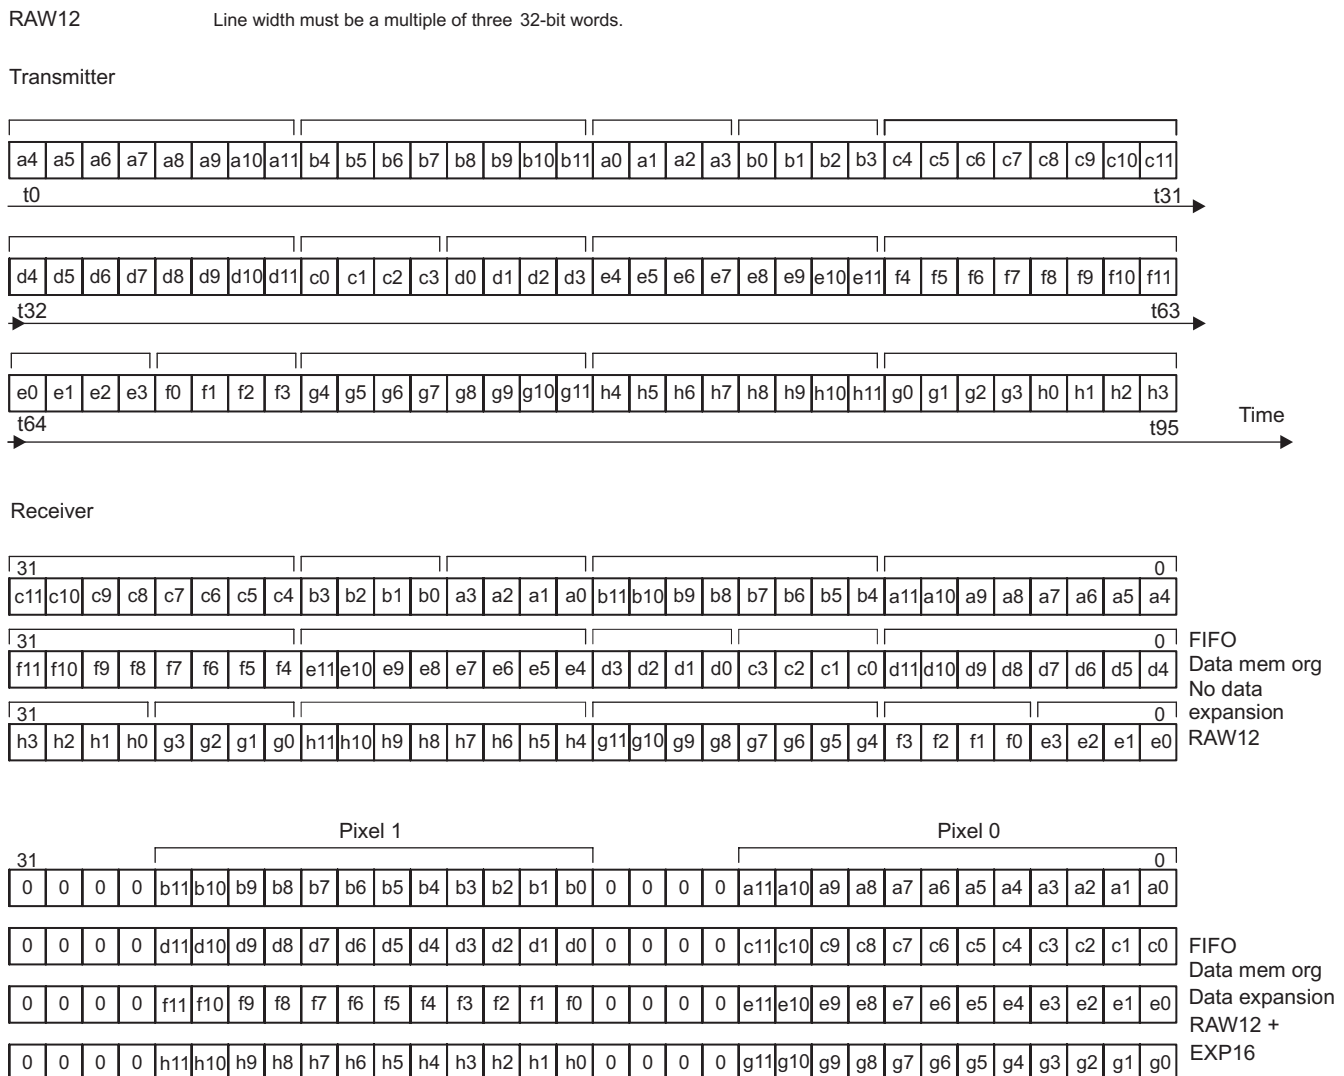 RAW12 Line width must be a multiple of three 32-bit words.
Transmitter
a4 a5 a6 a7 a8 a9 a10 a11 b4 b5 b6 b7 b8 b9 b10 b11 a0 a1 a2 a3 b0 b1 b2 b3 c4 c5 c6 c7 c8 c9 c10 c11
t0 t31
d4 d5 d6 d7 d8 d9 d10 d11 c0 c1 c2 c3 d0 d1 d2 d3 e4 e5 e6 e7 e8 e9 e10 e11 f4 f5 f6 f7 f8 f9 f10 f11
t32 t63
e0 e1 e2 e3 f0 f1 f2 f3 g4 g5 g6 g7 g8 g9 g10 g11 h4 h5 h6 h7 h8 h9 h10 h11 g0 g1 g2 g3 h0 h1 h2 h3
t64 t95 Time
Receiver
31 0
c11 c10 c9 c8 c7 c6 c5 c4 b3 b2 b1 b0 a3 a2 a1 a0 b11 b10 b9 b8 b7 b6 b5 b4 a11 a10 a9 a8 a7 a6 a5 a4
31 0
f11 f10 f9 f8 f7 f6 f5 f4 e11 e10 e9 e8 e7 e6 e5 e4 d3 d2 d1 d0 c3 c2 c1 c0 d11 d10 d9 d8 d7 d6 d5 d4
31 0
h3 h2 h1 h0 g3 g2 g1 g0 h11 h10 h9 h8 h7 h6 h5 h4 g11 g10 g9 g8 g7 g6 g5 g4 f3 f2 f1 f0 e3 e2 e1 e0
FIFO
Data mem org
No data
expansion
RAW12
Pixel 1 Pixel 0
31 0
0 0 0 0 b11 b10 b9 b8 b7 b6 b5 b4 b3 b2 b1 b0 0 0 0 0 a11 a10 a9 a8 a7 a6 a5 a4 a3 a2 a1 a0
0 0 0 0 d11 d10 d9 d8 d7 d6 d5 d4 d3 d2 d1 d0 0 0 0 0 c11 c10 c9 c8 c7 c6 c5 c4 c3 c2 c1 c0
0 0 0 0 f11 f10 f9 f8 f7 f6 f5 f4 f3 f2 f1 f0 0 0 0 0 e11 e10 e9 e8 e7 e6 e5 e4 e3 e2 e1 e0
0 0 0 0 h11 h10 h9 h8 h7 h6 h5 h4 h3 h2 h1 h0 0 0 0 0 g11 g10 g9 g8 g7 g6 g5 g4 g3 g2 g1 g0
FIFO
Data mem org
Data expansion
RAW12 +
EXP16